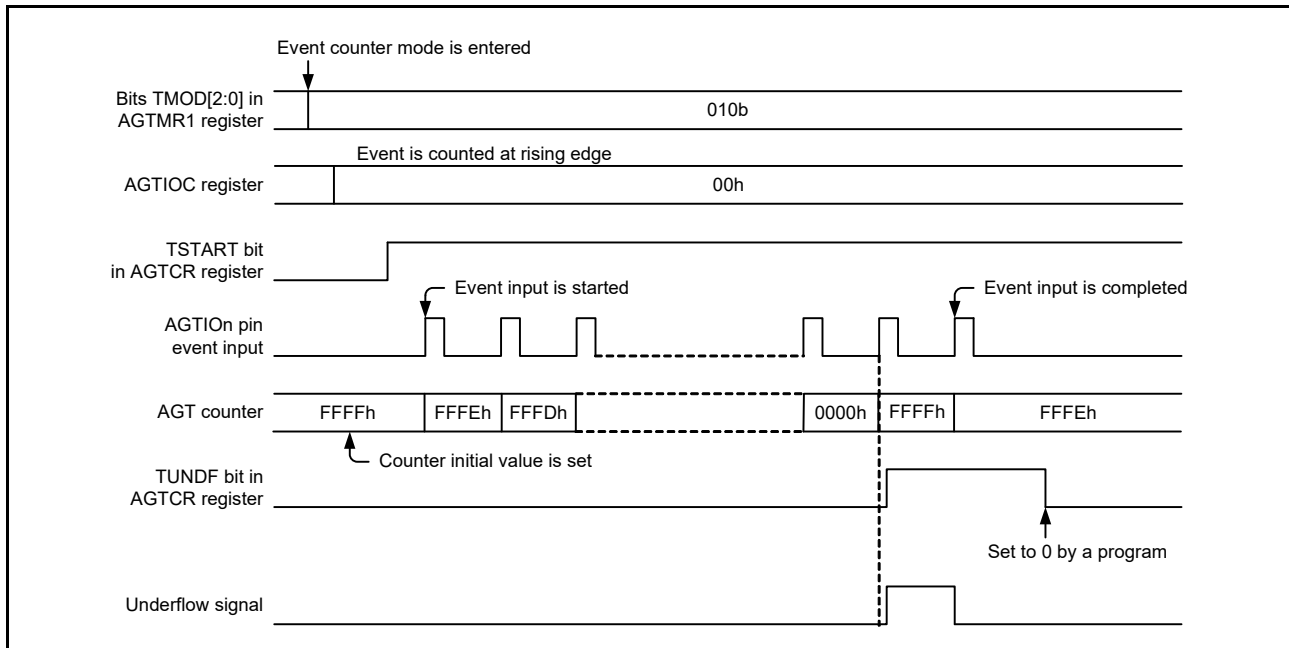 Event counter mode is entered
Bits TMOD[2:0] in
AGTMR1 register
010b
Event is counted at rising edge
AGTIOC register
00h
TSTART bit
in AGTCR register
Event input is started
Event input is completed
AGTIOn pin
event input
AGT counter
FFFFh
FFFEh
FFFDh
0000h
FFFFh
FFFEh
Counter initial value is set
TUNDF bit in
AGTCR register
Set to 0 by a program
Underflow signal